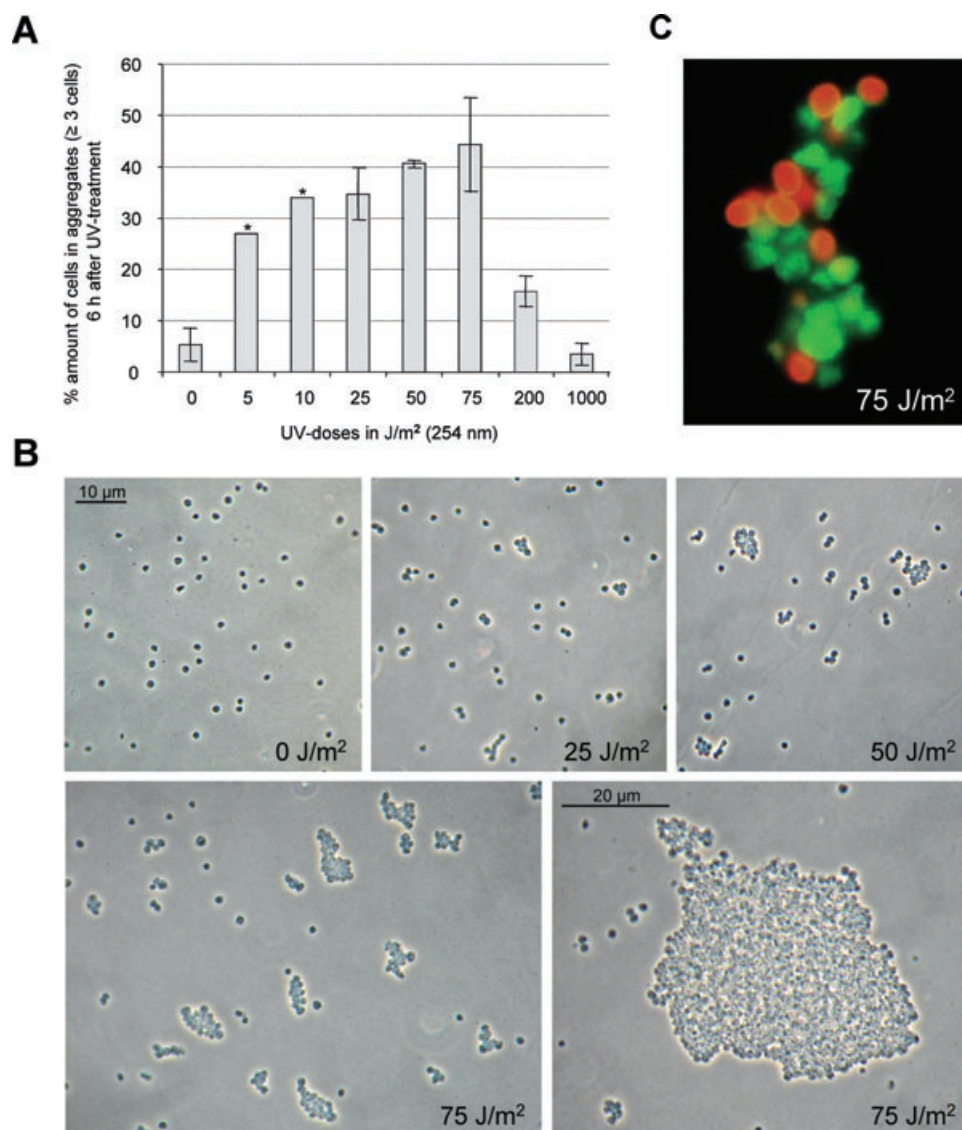 A
% amount of cells in aggregates (≥ 3 cells)
6 h after UV-treatment
60
50
40
30
20
10
0
*
*
0 5 10 25 50 75 200 1000
UV-doses in J/m² (254 nm)
C
75 J/m²
B
10 µm
0 J/m²
25 J/m²
50 J/m²
75 J/m²
20 µm
75 J/m²